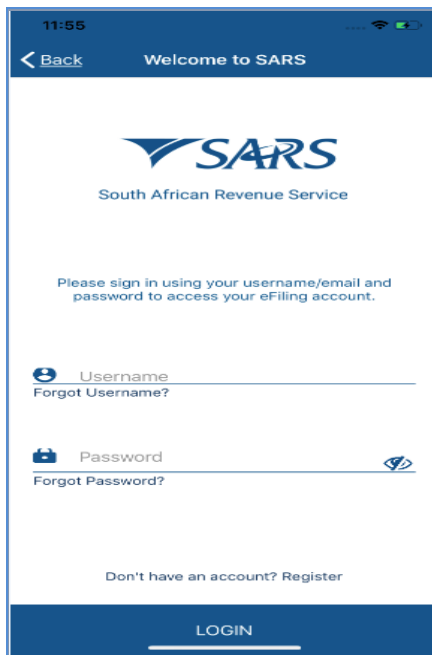 11:55
Back Welcome to SARS
SARS
South African Revenue Service
Please sign in using your username/email and
password to access your eFiling account.
Username
Forgot Username?
Password
Forgot Password?
Don't have an account? Register
LOGIN